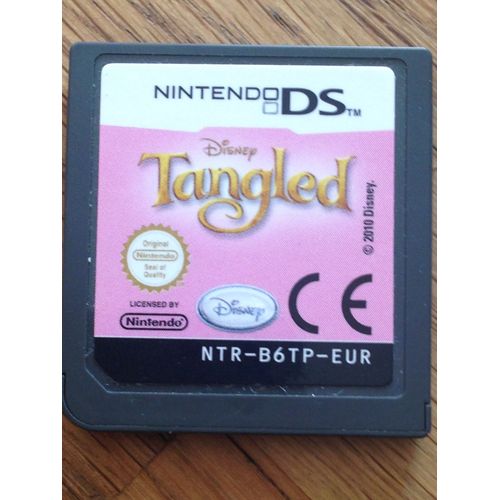 NINTENDO DS™
Disney
Tangled
© 2010 Disney.
Original
Nintendo
Seal of
Quality
LICENSED BY
Nintendo
Disney
CE
NTR-B6TP-EUR